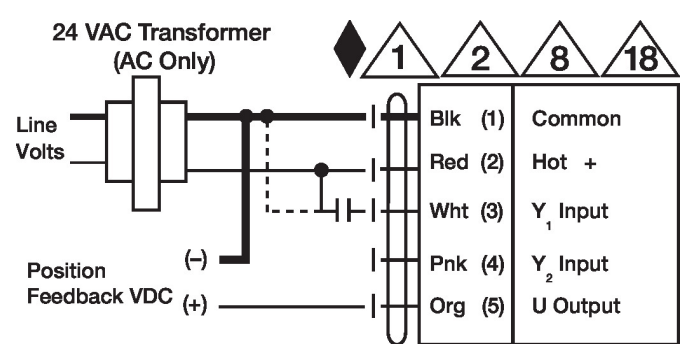 24 VAC Transformer
(AC Only)
1 2 8 18
Line
Volts
Blk (1) Common
Red (2) Hot +
Wht (3) Y1 Input
Pnk (4) Y2 Input
Org (5) U Output
Position
Feedback VDC
(–)
(+)